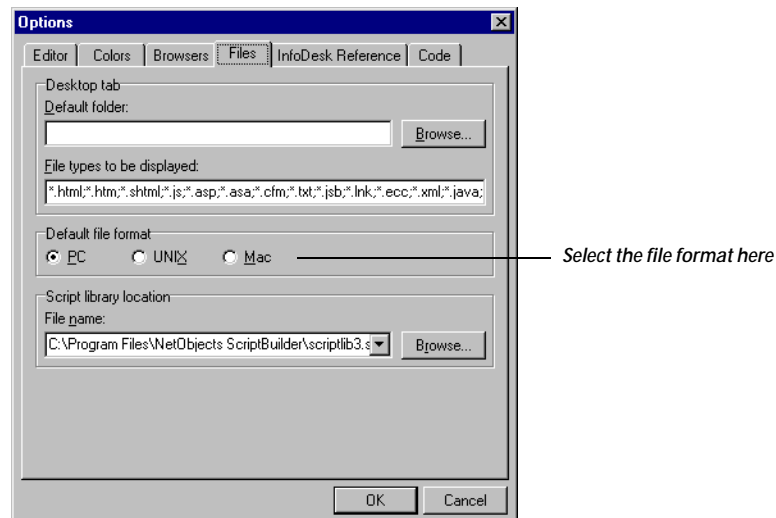 Options
Editor Colors Browsers Files InfoDesk Reference Code
Desktop tab
Default folder:
Browse...
File types to be displayed:
*.html;*.htm;*.shtml;*.js;*.asp;*.asa;*.cfm;*.txt;*.jsb;*.lnk;*.ecc;*.xml;*.java;
Default file format
PC UNIX Mac
Select the file format here
Script library location
File name:
C:\Program Files\NetObjects ScriptBuilder\scriptlib3.s Browse...
OK Cancel